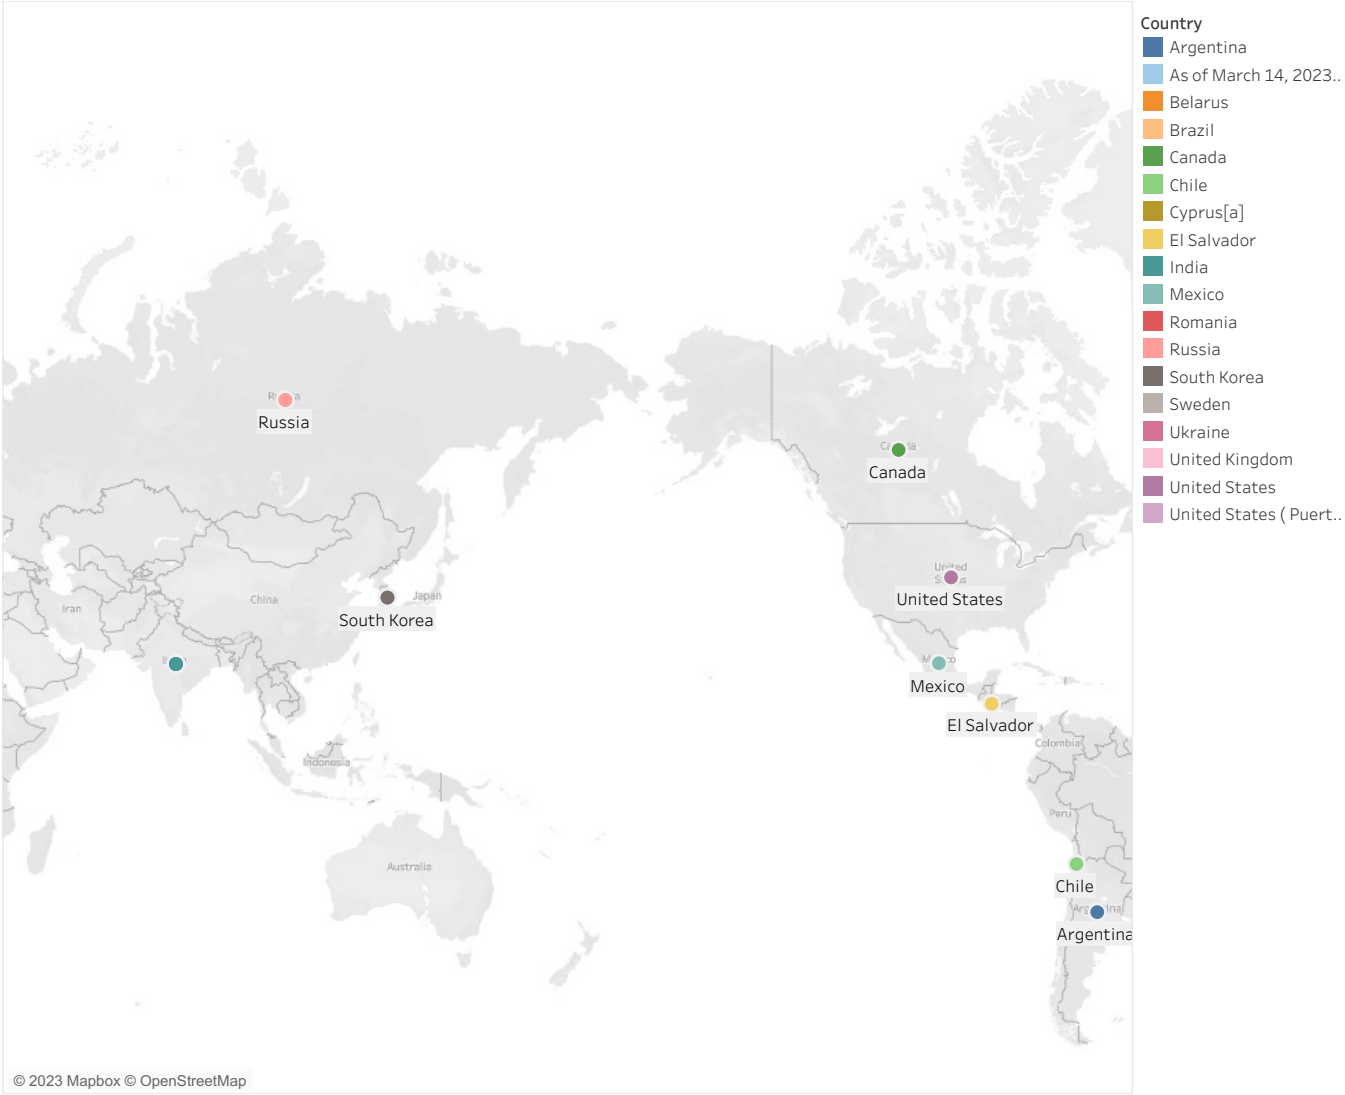 Country
Argentina
As of March 14, 2023..
Belarus
Brazil
Canada
Chile
Cyprus[a]
El Salvador
India
Mexico
Romania
Russia
South Korea
Sweden
Ukraine
United Kingdom
United States
United States ( Puert..
Russia
Canada
United
United States
China
Japan
Iran
South Korea
Mexico
El Salvador
Colombia
Indonesia
Peru
Australia
Chile
Argentina
© 2023 Mapbox © OpenStreetMap